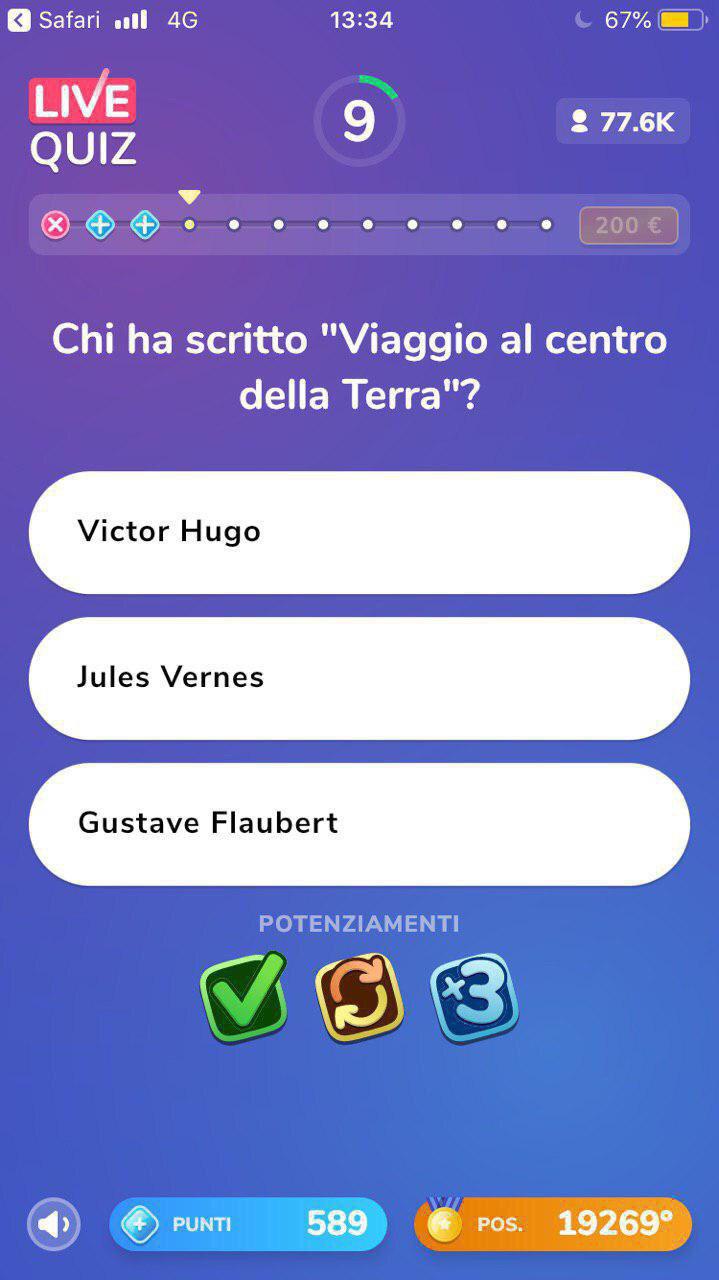 Safari 4G 13:34 67%
LIVE
QUIZ
9
77.6K
200 €
Chi ha scritto "Viaggio al centro
della Terra"?
Victor Hugo
Jules Vernes
Gustave Flaubert
POTENZIAMENTI
×3
PUNTI 589
POS. 19269°